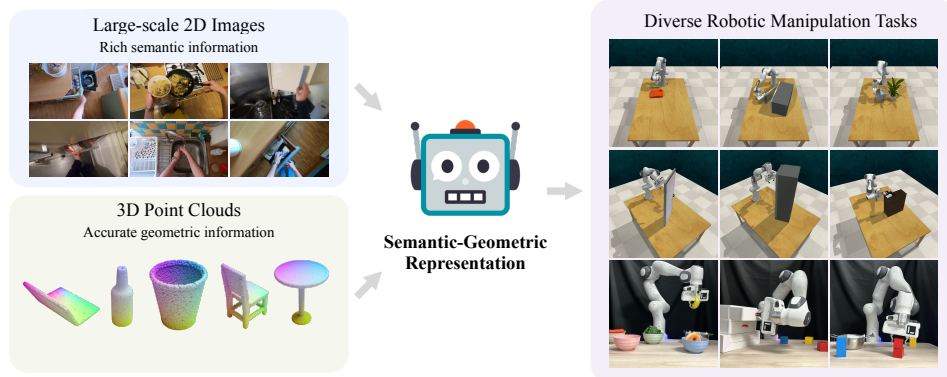 Large-scale 2D Images
Rich semantic information
3D Point Clouds
Accurate geometric information
Semantic-Geometric
Representation
Diverse Robotic Manipulation Tasks